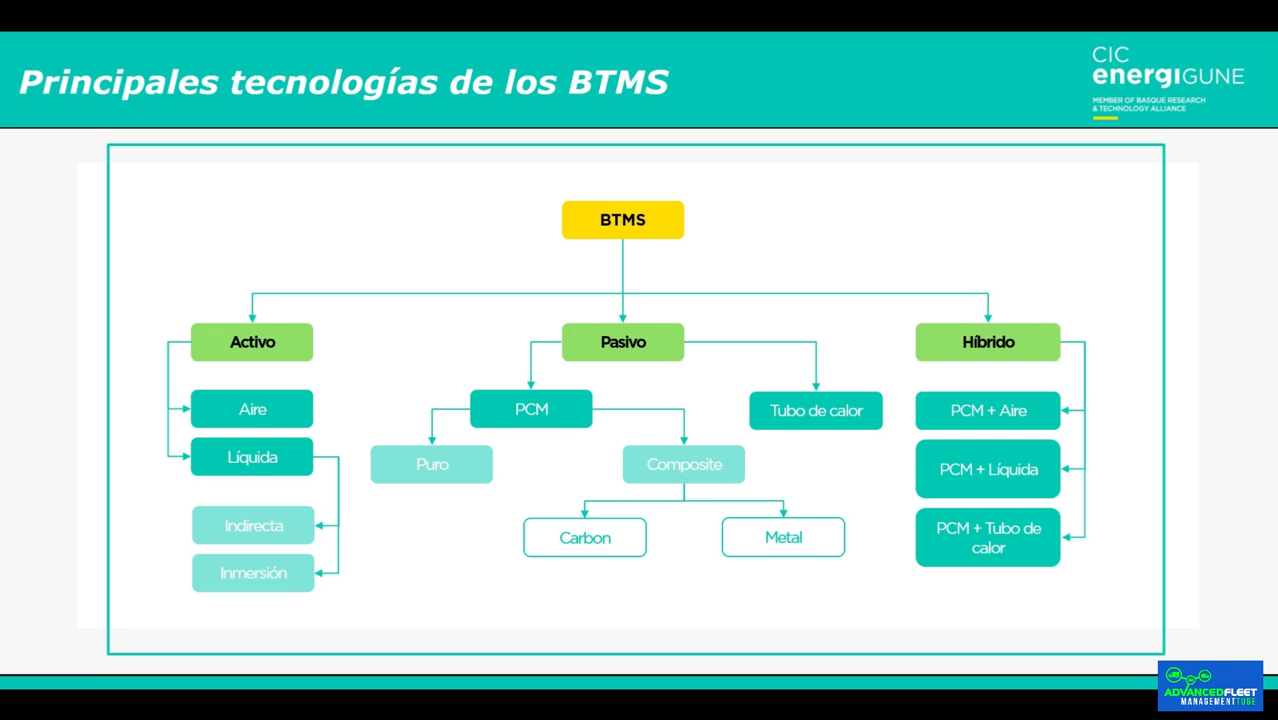 Principales tecnologías de los BTMS
CIC
energiGUNE
MEMBER OF BASQUE RESEARCH
& TECHNOLOGY ALLIANCE
BTMS
Activo
Pasivo
Híbrido
Aire
PCM
Tubo de calor
PCM + Aire
Líquida
Puro
Composite
PCM + Líquida
Indirecta
Carbon
Metal
PCM + Tubo de
calor
Inmersión
ADVANCEDFLEET
MANAGEMENTTUBE